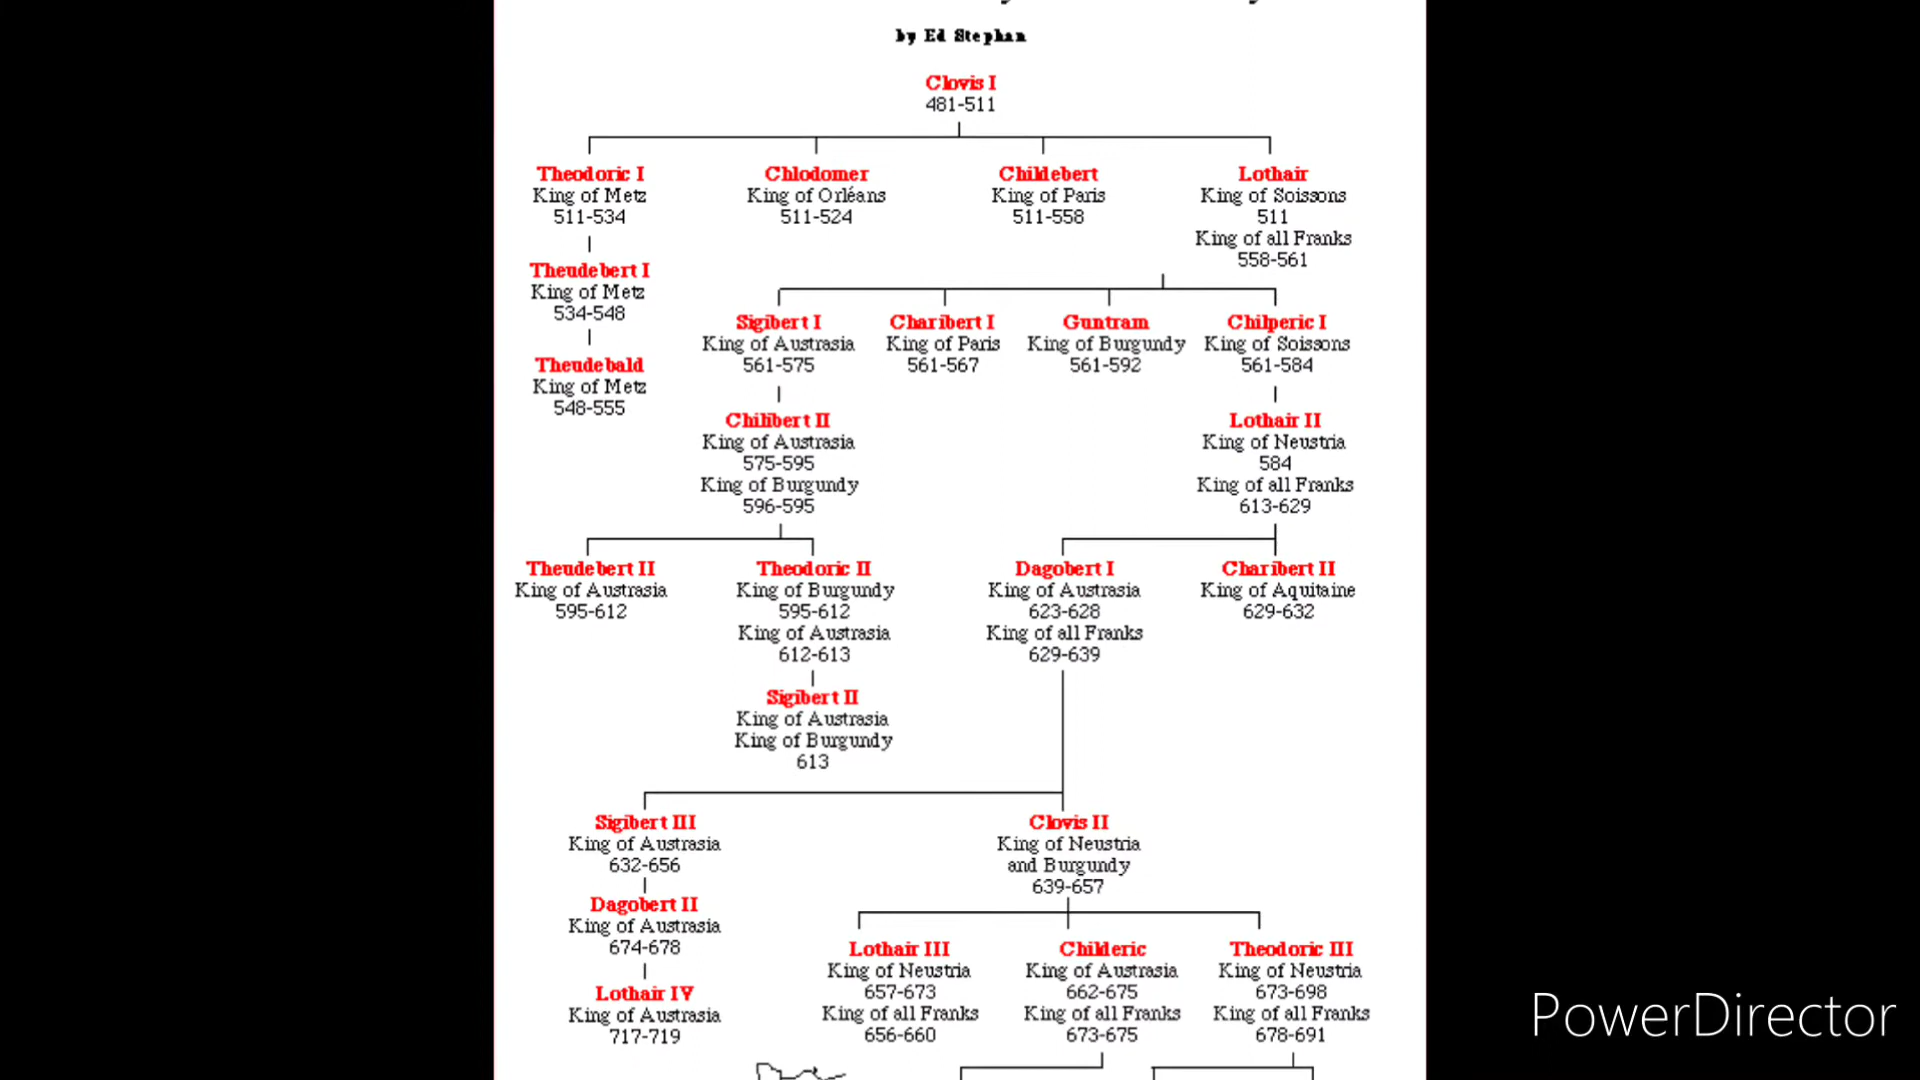 by Ed Stephan
Clovis I
481-511
Theodoric I
King of Metz
511-534
Chlodomer
King of Orléans
511-524
Childebert
King of Paris
511-558
Lothair
King of Soissons
511
King of all Franks
558-561
Theudebert I
King of Metz
534-548
Theudebald
King of Metz
548-555
Sigibert I
King of Austrasia
561-575
Charibert I
King of Paris
561-567
Guntram
King of Burgundy
561-592
Chilperic I
King of Soissons
561-584
Chilibert II
King of Austrasia
575-595
King of Burgundy
596-595
Lothair II
King of Neustria
584
King of all Franks
613-629
Theudebert II
King of Austrasia
595-612
Theodoric II
King of Burgundy
595-612
King of Austrasia
612-613
Dagobert I
King of Austrasia
623-628
King of all Franks
629-639
Charibert II
King of Aquitaine
629-632
Sigibert II
King of Austrasia
King of Burgundy
613
Sigibert III
King of Austrasia
632-656
Clovis II
King of Neustria
and Burgundy
639-657
Dagobert II
King of Austrasia
674-678
Lothair IV
King of Austrasia
717-719
Lothair III
King of Neustria
657-673
King of all Franks
656-660
Childeric
King of Austrasia
662-675
King of all Franks
673-675
Theodoric III
King of Neustria
673-698
King of all Franks
678-691
PowerDirector